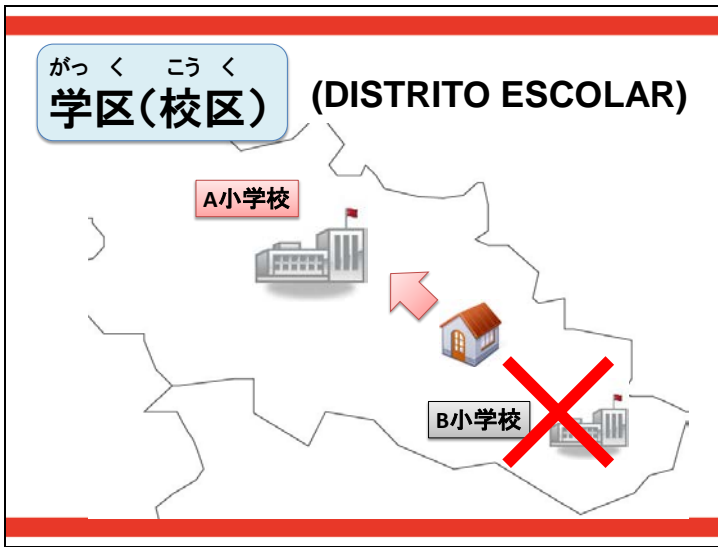 がっ く こう く
学区(校区)
(DISTRITO ESCOLAR)
A小学校
B小学校